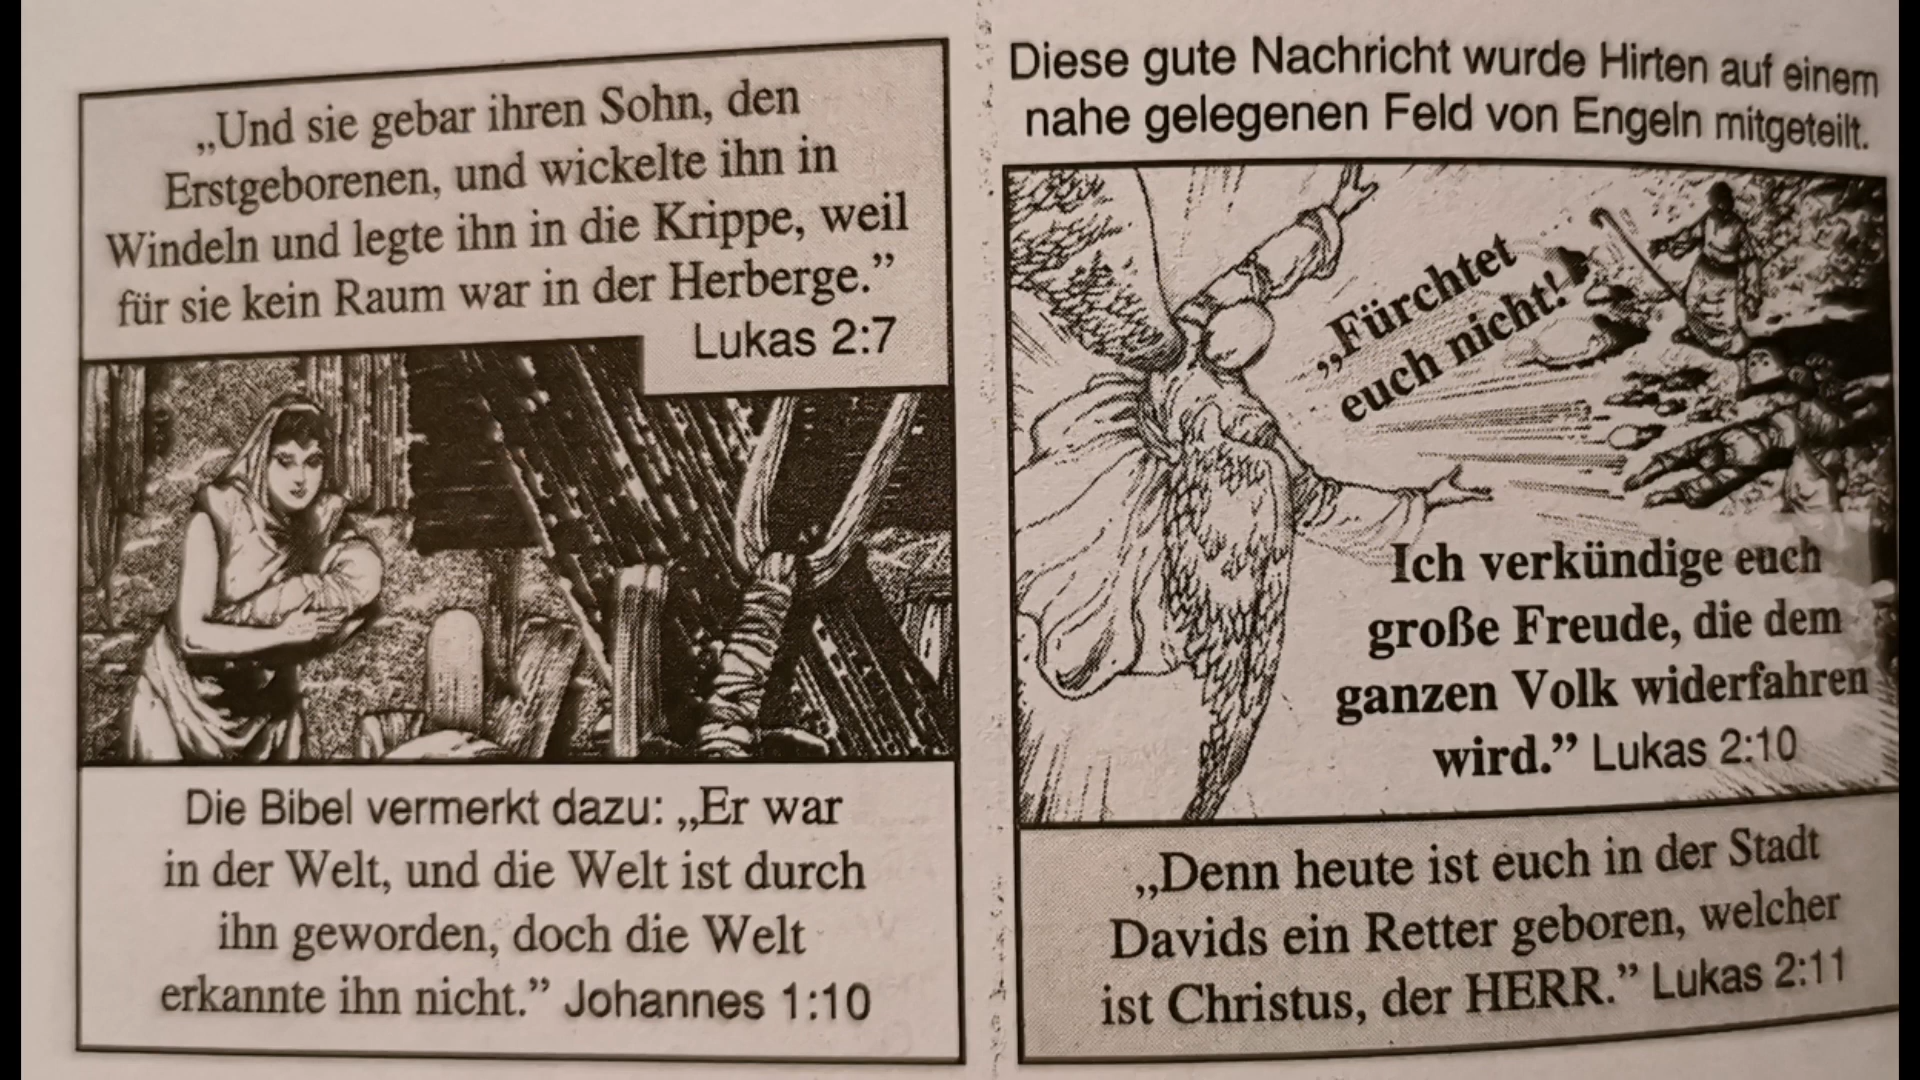 „Und sie gebar ihren Sohn, den
Erstgeborenen, und wickelte ihn in
Windeln und legte ihn in die Krippe, weil
für sie kein Raum war in der Herberge.”
Lukas 2:7
Die Bibel vermerkt dazu: „Er war
in der Welt, und die Welt ist durch
ihn geworden, doch die Welt
erkannte ihn nicht.” Johannes 1:10
Diese gute Nachricht wurde Hirten auf einem
nahe gelegenen Feld von Engeln mitgeteilt.
„Fürchtet
euch nicht!
Ich verkündige euch
große Freude, die dem
ganzen Volk widerfahren
wird.” Lukas 2:10
„Denn heute ist euch in der Stadt
Davids ein Retter geboren, welcher
ist Christus, der HERR.” Lukas 2:11